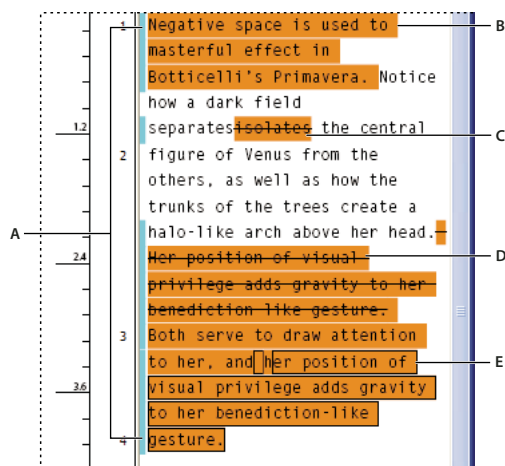 1 Negative space is used to B
masterful effect in
Botticelli's Primavera. Notice
how a dark field
1.2 separatesisolates the central C
2 figure of Venus from the
others, as well as how the
trunks of the trees create a
A halo-like arch above her head.
2.4 Her position of visual D
privilege adds gravity to her
benediction like gesture.
3 Both serve to draw attention
to her, and her position of E
3.6 visual privilege adds gravity
to her benediction-like
4 gesture.